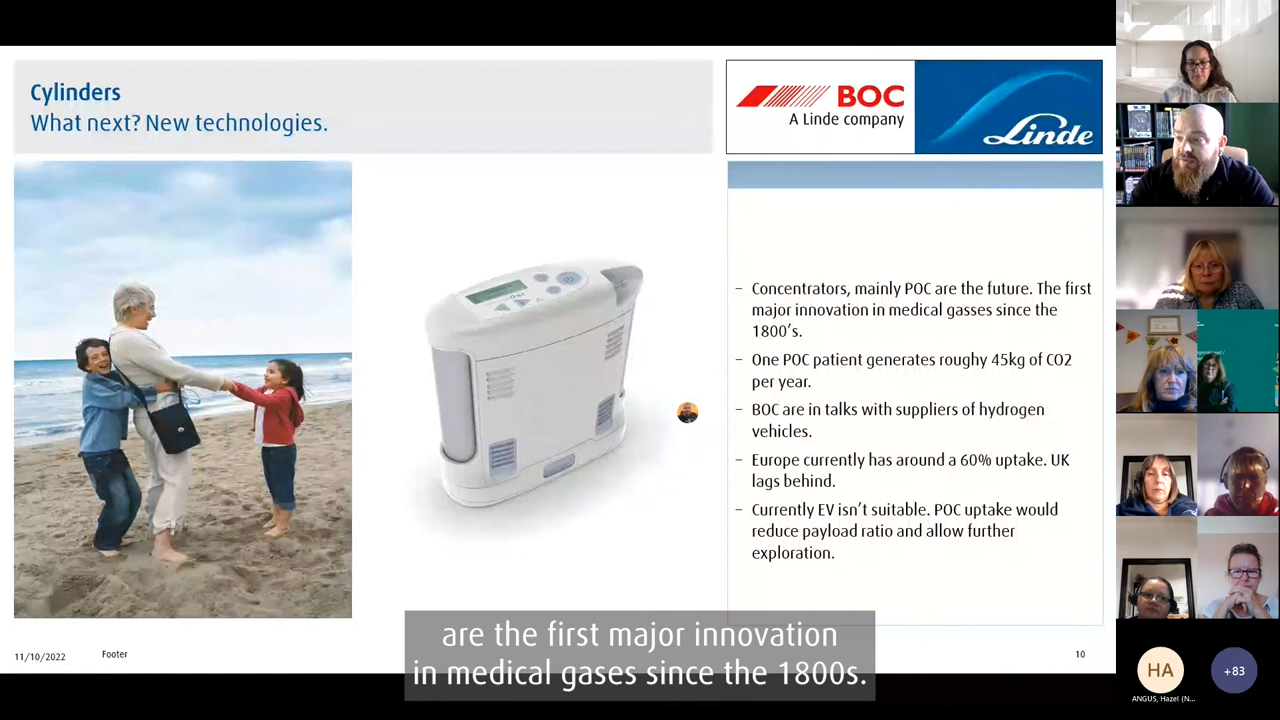 Cylinders
What next? New technologies.
BOC
A Linde company
Linde
– Concentrators, mainly POC are the future. The first
major innovation in medical gasses since the
1800's.
– One POC patient generates roughy 45kg of CO2
per year.
– BOC are in talks with suppliers of hydrogen
vehicles.
– Europe currently has around a 60% uptake. UK
lags behind.
– Currently EV isn't suitable. POC uptake would
reduce payload ratio and allow further
exploration.
are the first major innovation
in medical gases since the 1800s.
11/10/2022
Footer
10
HA
+83
ANGUS, Hazel (N...